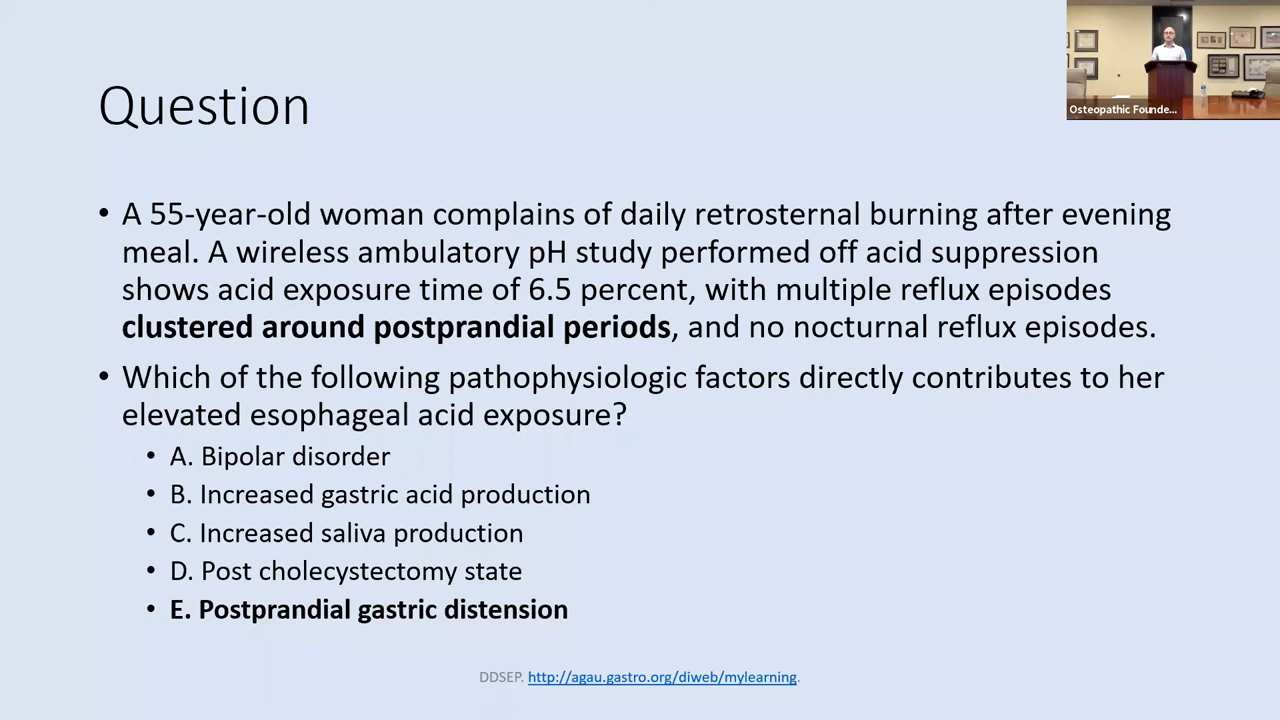 Osteopathic Founde...
Question
• A 55-year-old woman complains of daily retrosternal burning after evening
meal. A wireless ambulatory pH study performed off acid suppression
shows acid exposure time of 6.5 percent, with multiple reflux episodes
clustered around postprandial periods, and no nocturnal reflux episodes.
• Which of the following pathophysiologic factors directly contributes to her
elevated esophageal acid exposure?
• A. Bipolar disorder
• B. Increased gastric acid production
• C. Increased saliva production
• D. Post cholecystectomy state
• E. Postprandial gastric distension
DDSEP. http://agau.gastro.org/diweb/mylearning.